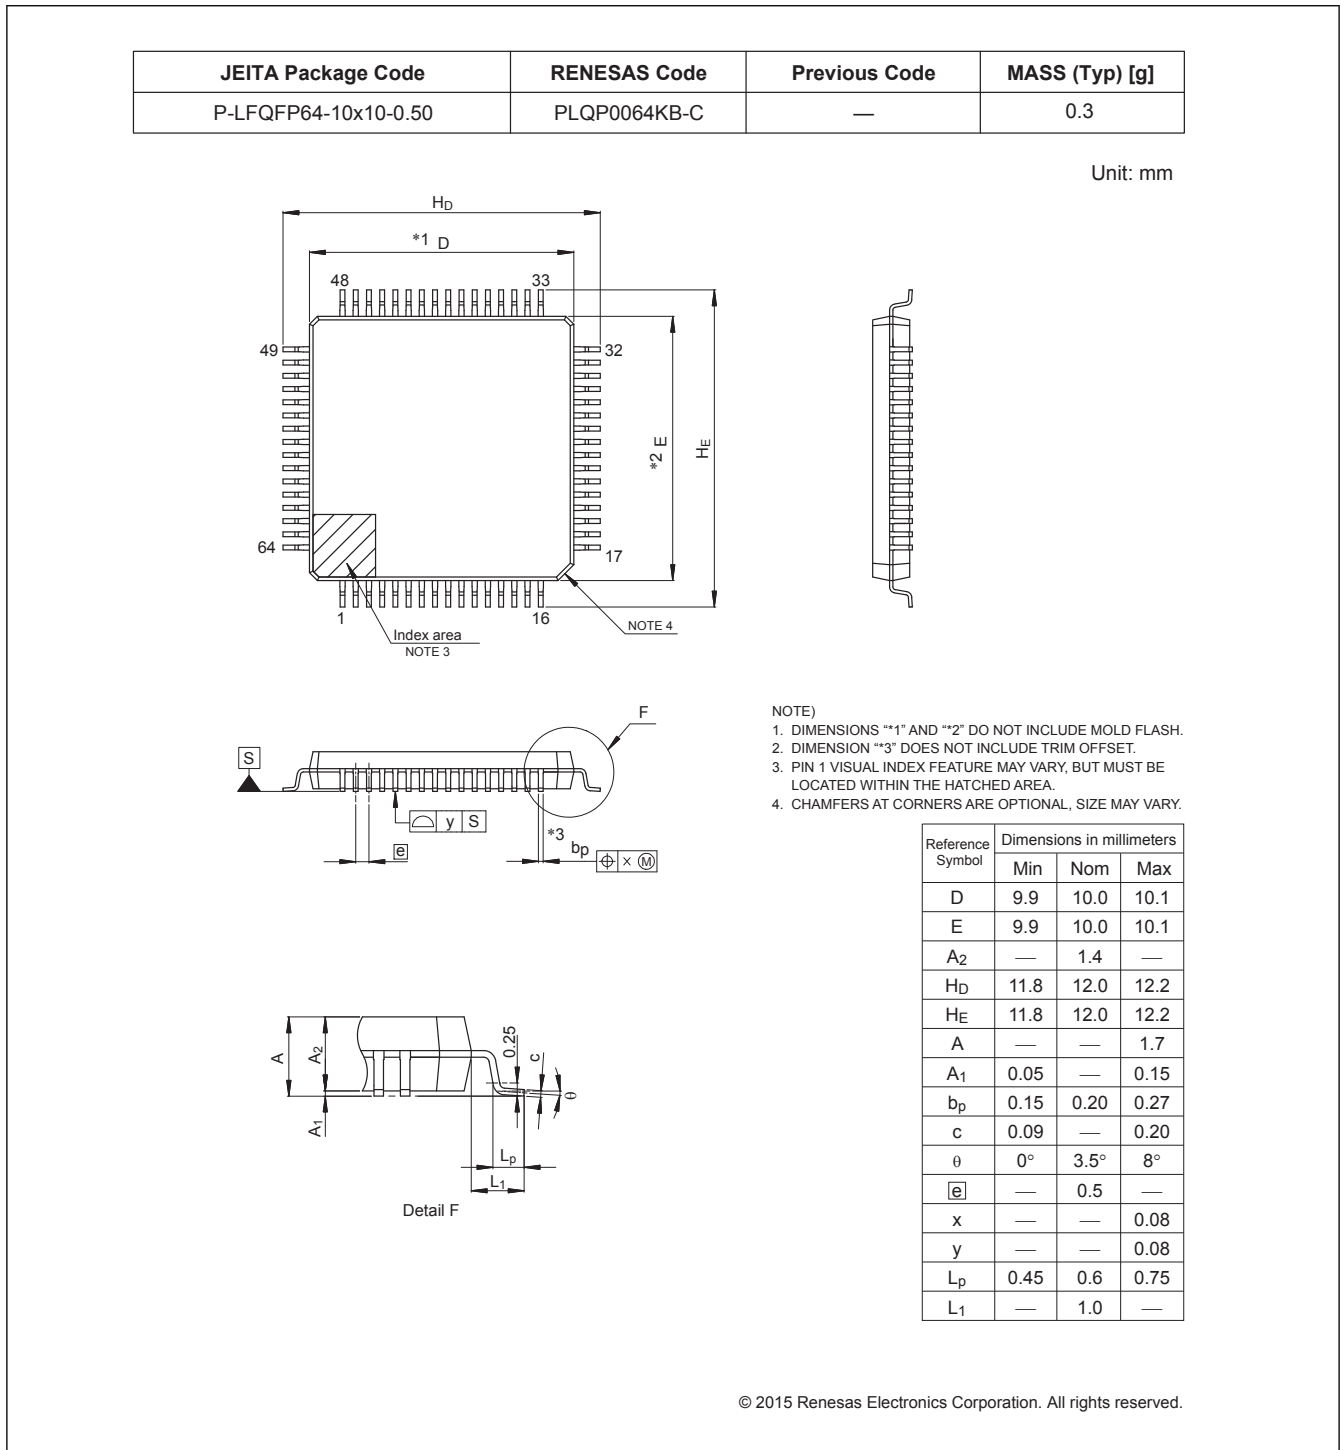 JEITA Package Code RENESAS Code Previous Code MASS (Typ) [g]
P-LFQFP64-10x10-0.50 PLQP0064KB-C — 0.3
Unit: mm
HD
*1 D
48 33
49 32
*2 E
HE
64 17
1 16
NOTE 4
Index area
NOTE 3
F
S
y S
e
*3
bp
× M
NOTE)
1. DIMENSIONS “*1” AND “*2” DO NOT INCLUDE MOLD FLASH.
2. DIMENSION “*3” DOES NOT INCLUDE TRIM OFFSET.
3. PIN 1 VISUAL INDEX FEATURE MAY VARY, BUT MUST BE
LOCATED WITHIN THE HATCHED AREA.
4. CHAMFERS AT CORNERS ARE OPTIONAL, SIZE MAY VARY.
Reference Symbol Dimensions in millimeters
Min Nom Max
D 9.9 10.0 10.1
E 9.9 10.0 10.1
A2 — 1.4 —
HD 11.8 12.0 12.2
HE 11.8 12.0 12.2
A — — 1.7
A1 0.05 — 0.15
bp 0.15 0.20 0.27
c 0.09 — 0.20
θ 0° 3.5° 8°
e — 0.5 —
x — — 0.08
y — — 0.08
Lp 0.45 0.6 0.75
L1 — 1.0 —
A
A2
A1
0.25
c
θ
Lp
L1
Detail F
© 2015 Renesas Electronics Corporation. All rights reserved.